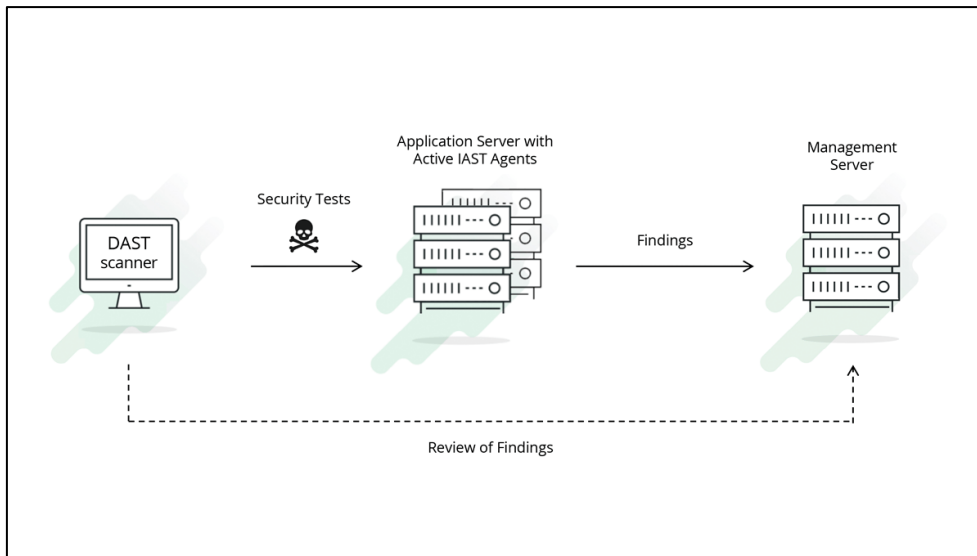 Application Server with
Active IAST Agents
Management
Server
Security Tests
DAST
scanner
Findings
Review of Findings